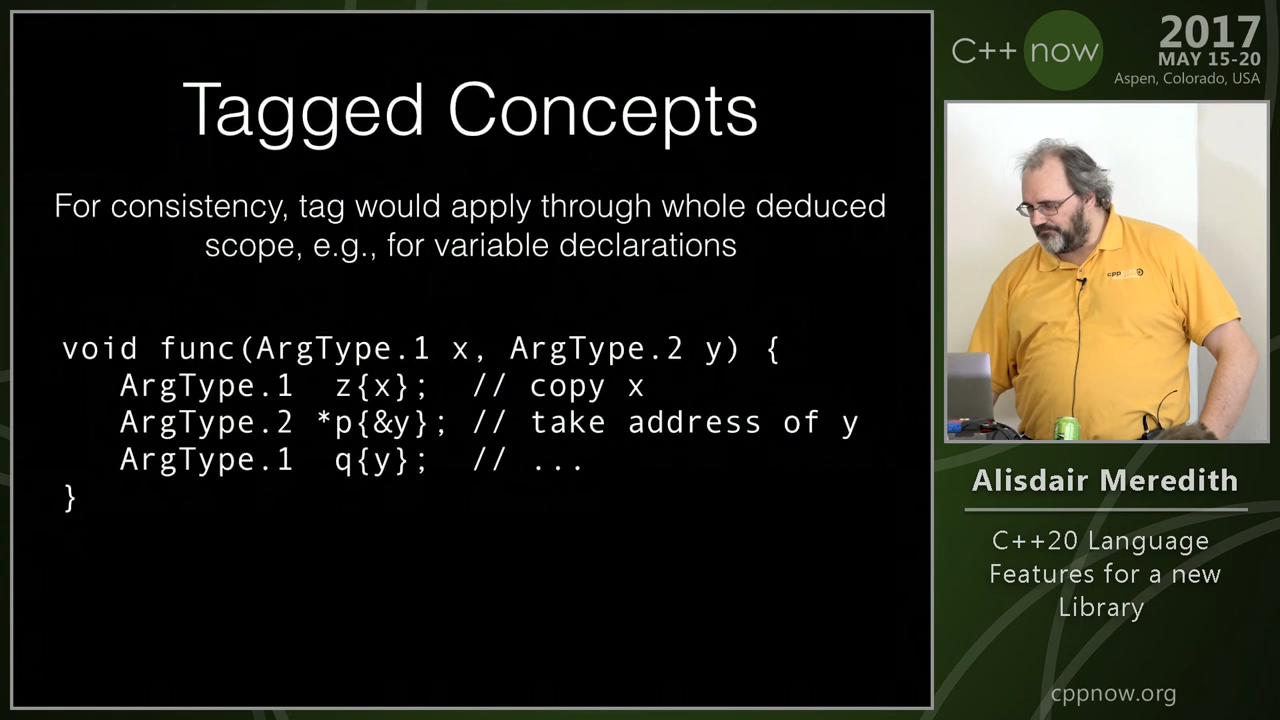 Tagged Concepts
For consistency, tag would apply through whole deduced
scope, e.g., for variable declarations
void func(ArgType.1 x, ArgType.2 y) {
   ArgType.1  z{x};  // copy x
   ArgType.2 *p{&y}; // take address of y
   ArgType.1  q{y};  // ...
}
C++ now
2017
MAY 15-20
Aspen, Colorado, USA
cpp
Alisdair Meredith
C++20 Language
Features for a new
Library
cppnow.org